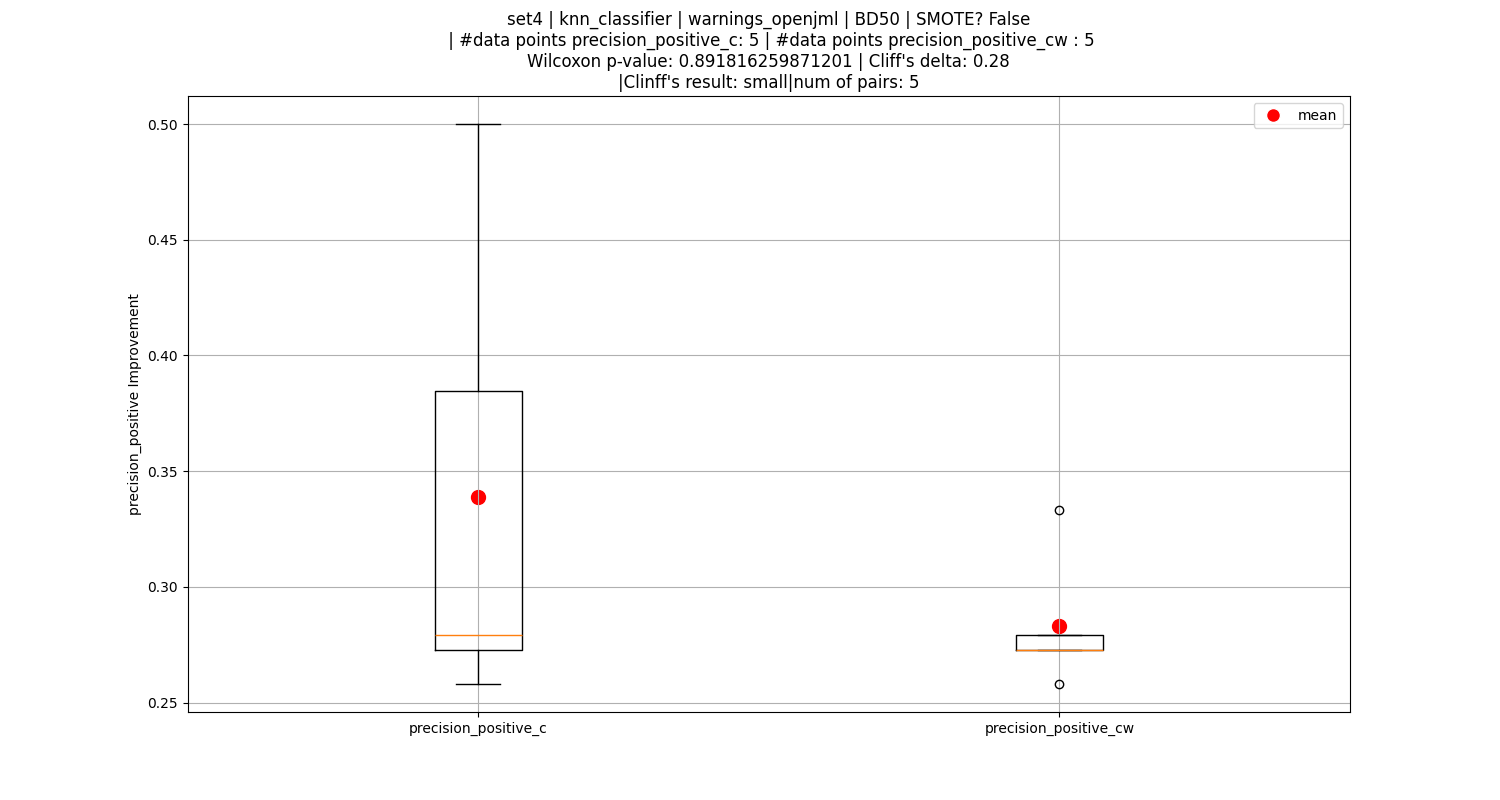 set4 | knn_classifier | warnings_openjml | BD50 | SMOTE? False
| #data points precision_positive_c: 5 | #data points precision_positive_cw : 5
Wilcoxon p-value: 0.891816259871201 | Cliff's delta: 0.28
|Clinff's result: small|num of pairs: 5
mean
0.50
0.45
0.40
0.35
0.30
0.25
precision_positive Improvement
precision_positive_c
precision_positive_cw